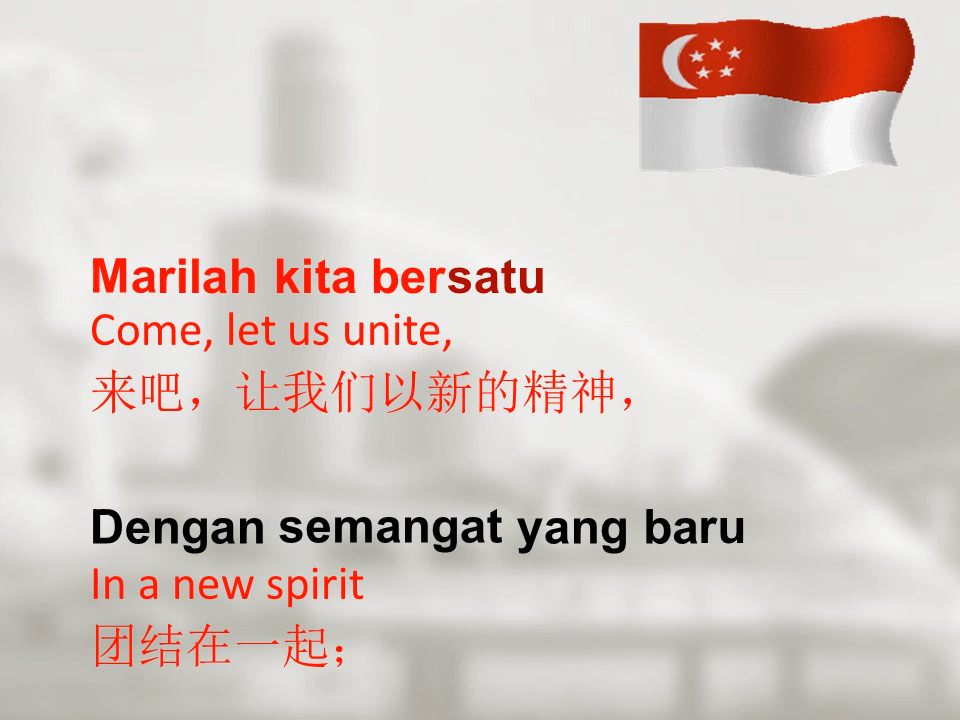 Marilah kita bersatu
Come, let us unite,
来吧，让我们以新的精神，
Dengan semangat yang baru
In a new spirit
团结在一起；